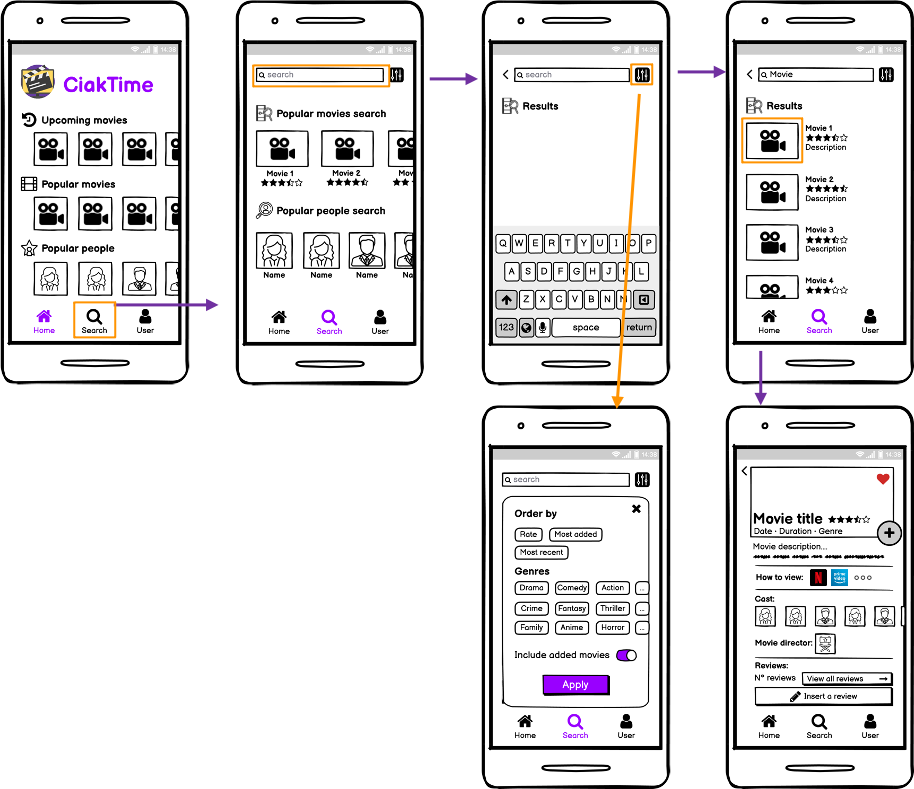 14:38
CiakTime
Upcoming movies
Popular movies
Popular people
Home
Search
User
14:38
search
Popular movies search
Movie 1
Movie 2
Mov
Popular people search
Name
Name
Name
Name
Home
Search
User
14:38
search
Results
Q W E R T Y U I O P
A S D F G H J K L
Z X C V B N M
123
space
return
14:38
Movie
Results
Movie 1
Description
Movie 2
Description
Movie 3
Description
Movie 4
Home
Search
User
14:38
search
Order by
Rate
Most added
Most recent
Genres
Drama Comedy Action ...
Crime Fantasy Thriller ...
Family Anime Horror ...
Include added movies
Apply
Home
Search
User
14:38
Movie title
Date · Duration · Genre
Movie description...
How to view:
N
prime video
Cast:
Movie director:
Reviews:
N° reviews
View all reviews
Insert a review
Home
Search
User